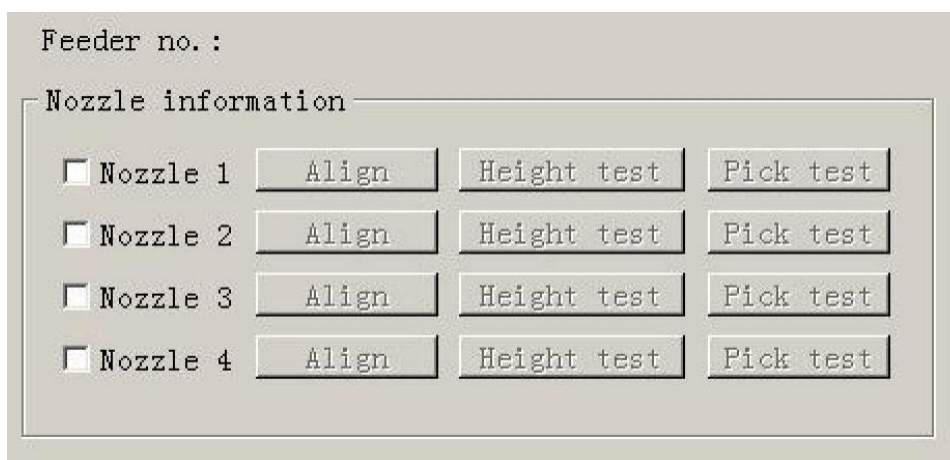 Feeder no.:
Nozzle information
Nozzle 1 Align Height test Pick test
Nozzle 2 Align Height test Pick test
Nozzle 3 Align Height test Pick test
Nozzle 4 Align Height test Pick test